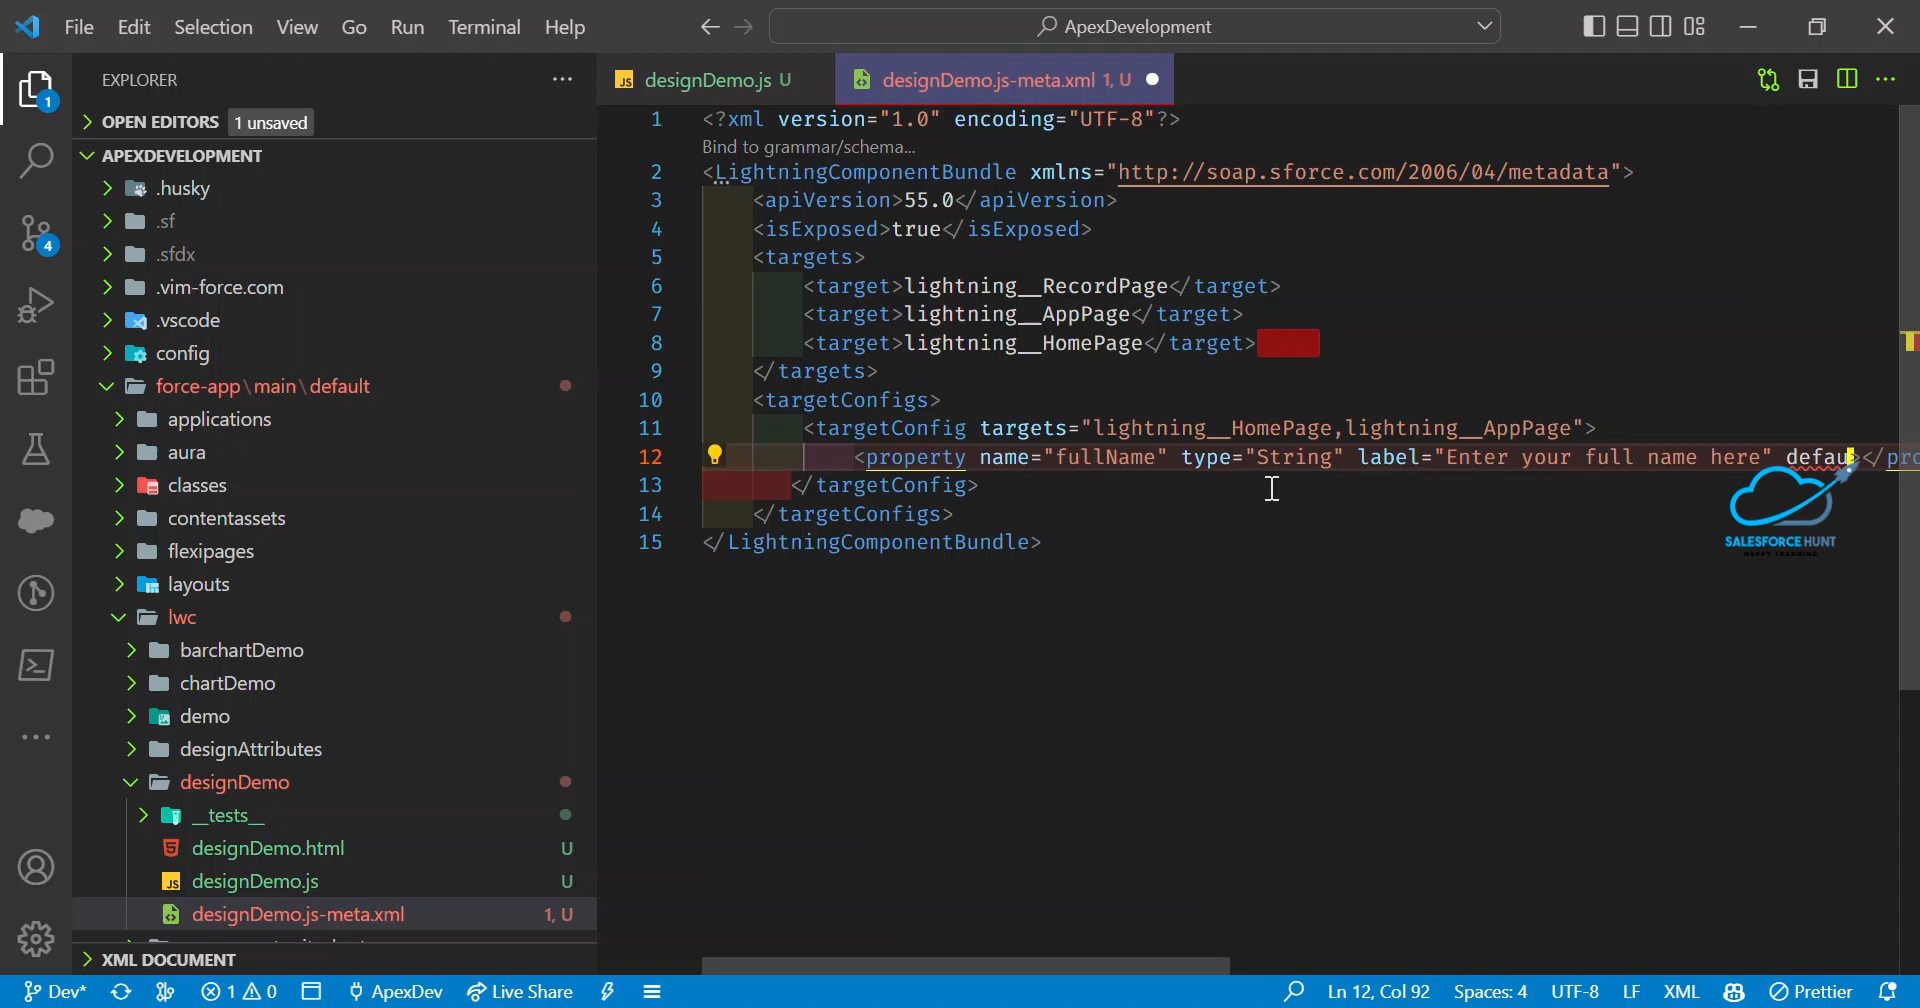 File Edit Selection View Go Run Terminal Help
ApexDevelopment
EXPLORER
OPEN EDITORS 1 unsaved
APEXDEVELOPMENT
.husky
.sf
.sfdx
.vim-force.com
.vscode
config
force-app\main\default
applications
aura
classes
contentassets
flexipages
layouts
lwc
barchartDemo
chartDemo
demo
designAttributes
designDemo
__tests__
designDemo.html U
designDemo.js U
designDemo.js-meta.xml 1, U
XML DOCUMENT
1
4
designDemo.js U
designDemo.js-meta.xml 1, U
1 <?xml version="1.0" encoding="UTF-8"?>
Bind to grammar/schema...
2 <LightningComponentBundle xmlns="http://soap.sforce.com/2006/04/metadata">
3 <apiVersion>55.0</apiVersion>
4 <isExposed>true</isExposed>
5 <targets>
6 <target>lightning__RecordPage</target>
7 <target>lightning__AppPage</target>
8 <target>lightning__HomePage</target>
9 </targets>
10 <targetConfigs>
11 <targetConfig targets="lightning__HomePage,lightning__AppPage">
12 <property name="fullName" type="String" label="Enter your full name here" defau></pro
13 </targetConfig>
14 </targetConfigs>
15 </LightningComponentBundle>
SALESFORCE HUNT
HAPPY LEARNING
Dev* 1 0 ApexDev Live Share Ln 12, Col 92 Spaces: 4 UTF-8 LF XML Prettier